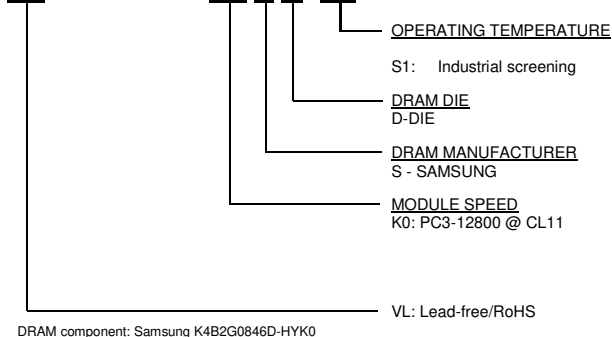 OPERATING TEMPERATURE
S1: Industrial screening
DRAM DIE
D-DIE
DRAM MANUFACTURER
S - SAMSUNG
MODULE SPEED
K0: PC3-12800 @ CL11
VL: Lead-free/RoHS
DRAM component: Samsung K4B2G0846D-HYK0